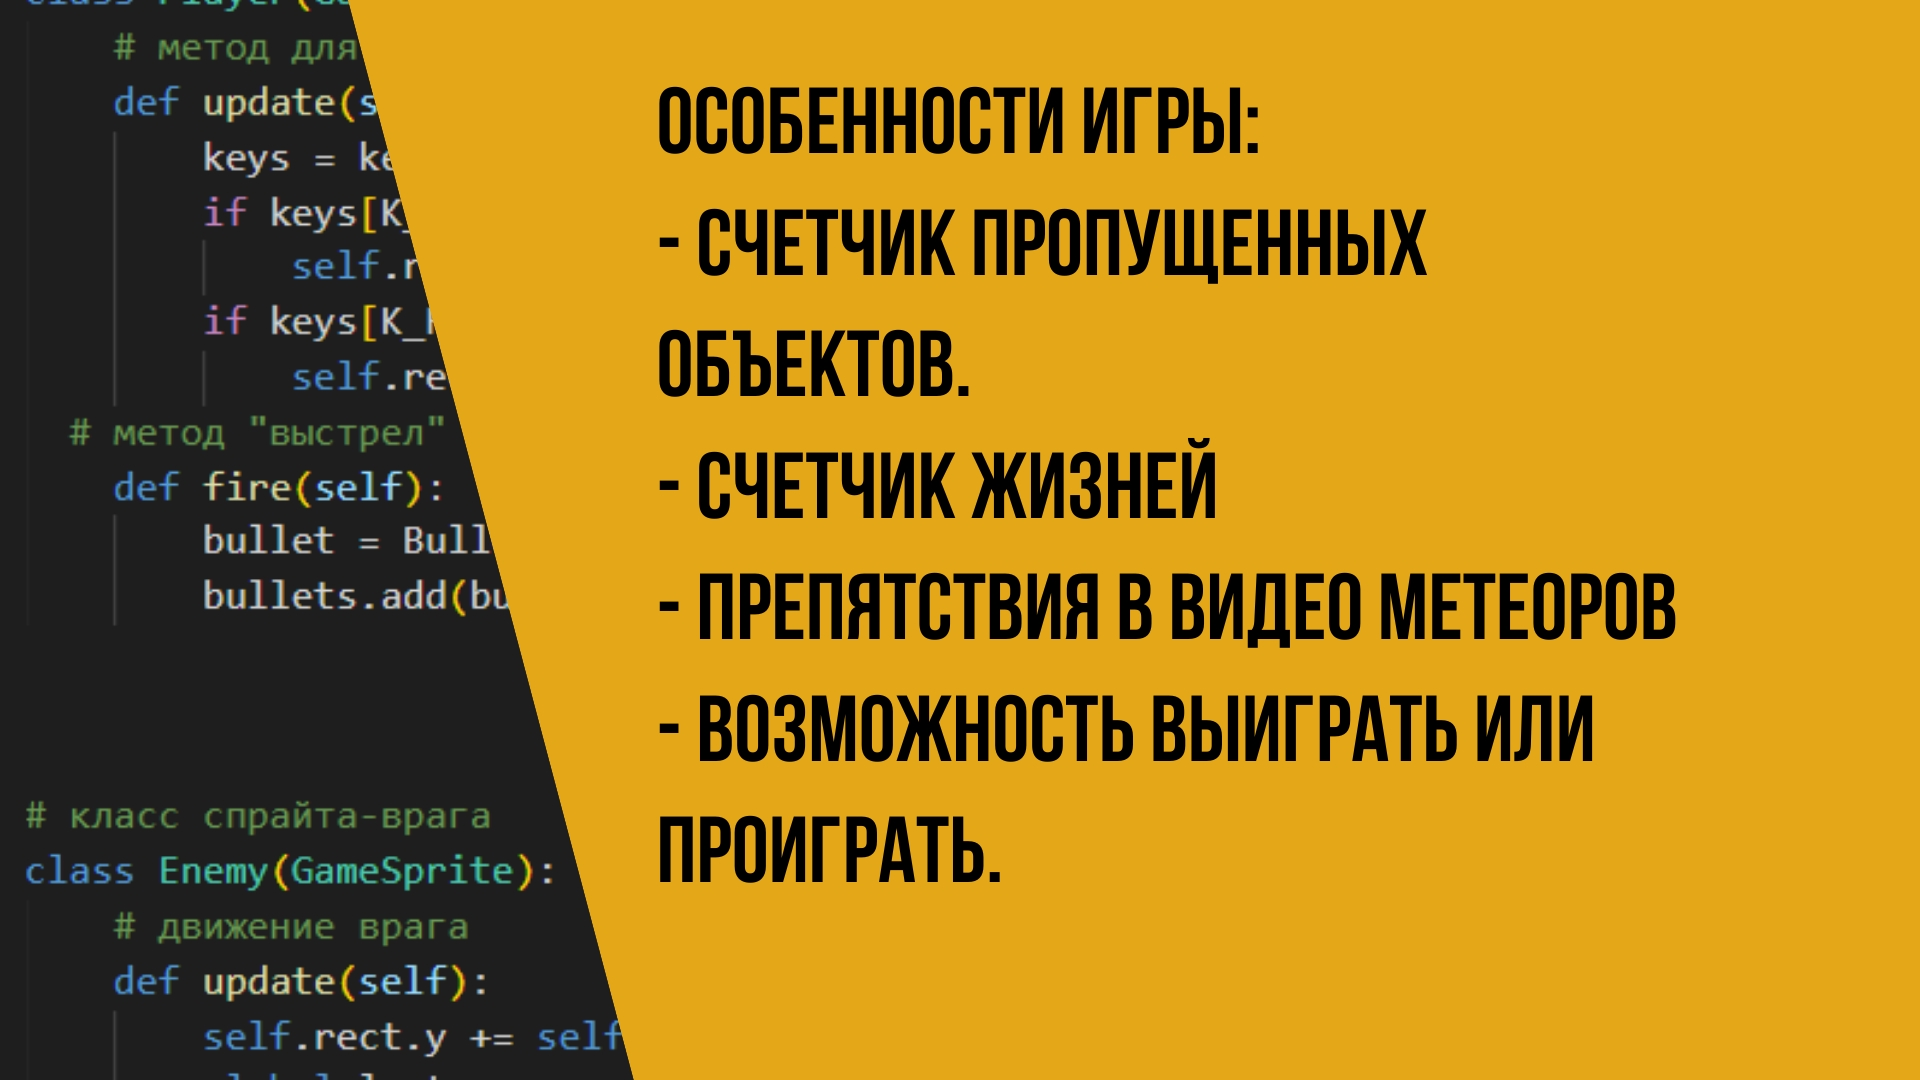 # метод для
def update(s
keys = ke
if keys[K_
self.r
if keys[K_
self.re
# метод "выстрел"
def fire(self):
bullet = Bull
bullets.add(bu
# класс спрайта-врага
class Enemy(GameSprite):
# движение врага
def update(self):
self.rect.y += self
ОСОБЕННОСТИ ИГРЫ:
- СЧЕТЧИК ПРОПУЩЕННЫХ
ОБЪЕКТОВ.
- СЧЕТЧИК ЖИЗНЕЙ
- ПРЕПЯТСТВИЯ В ВИДЕО МЕТЕОРОВ
- ВОЗМОЖНОСТЬ ВЫИГРАТЬ ИЛИ
ПРОИГРАТЬ.